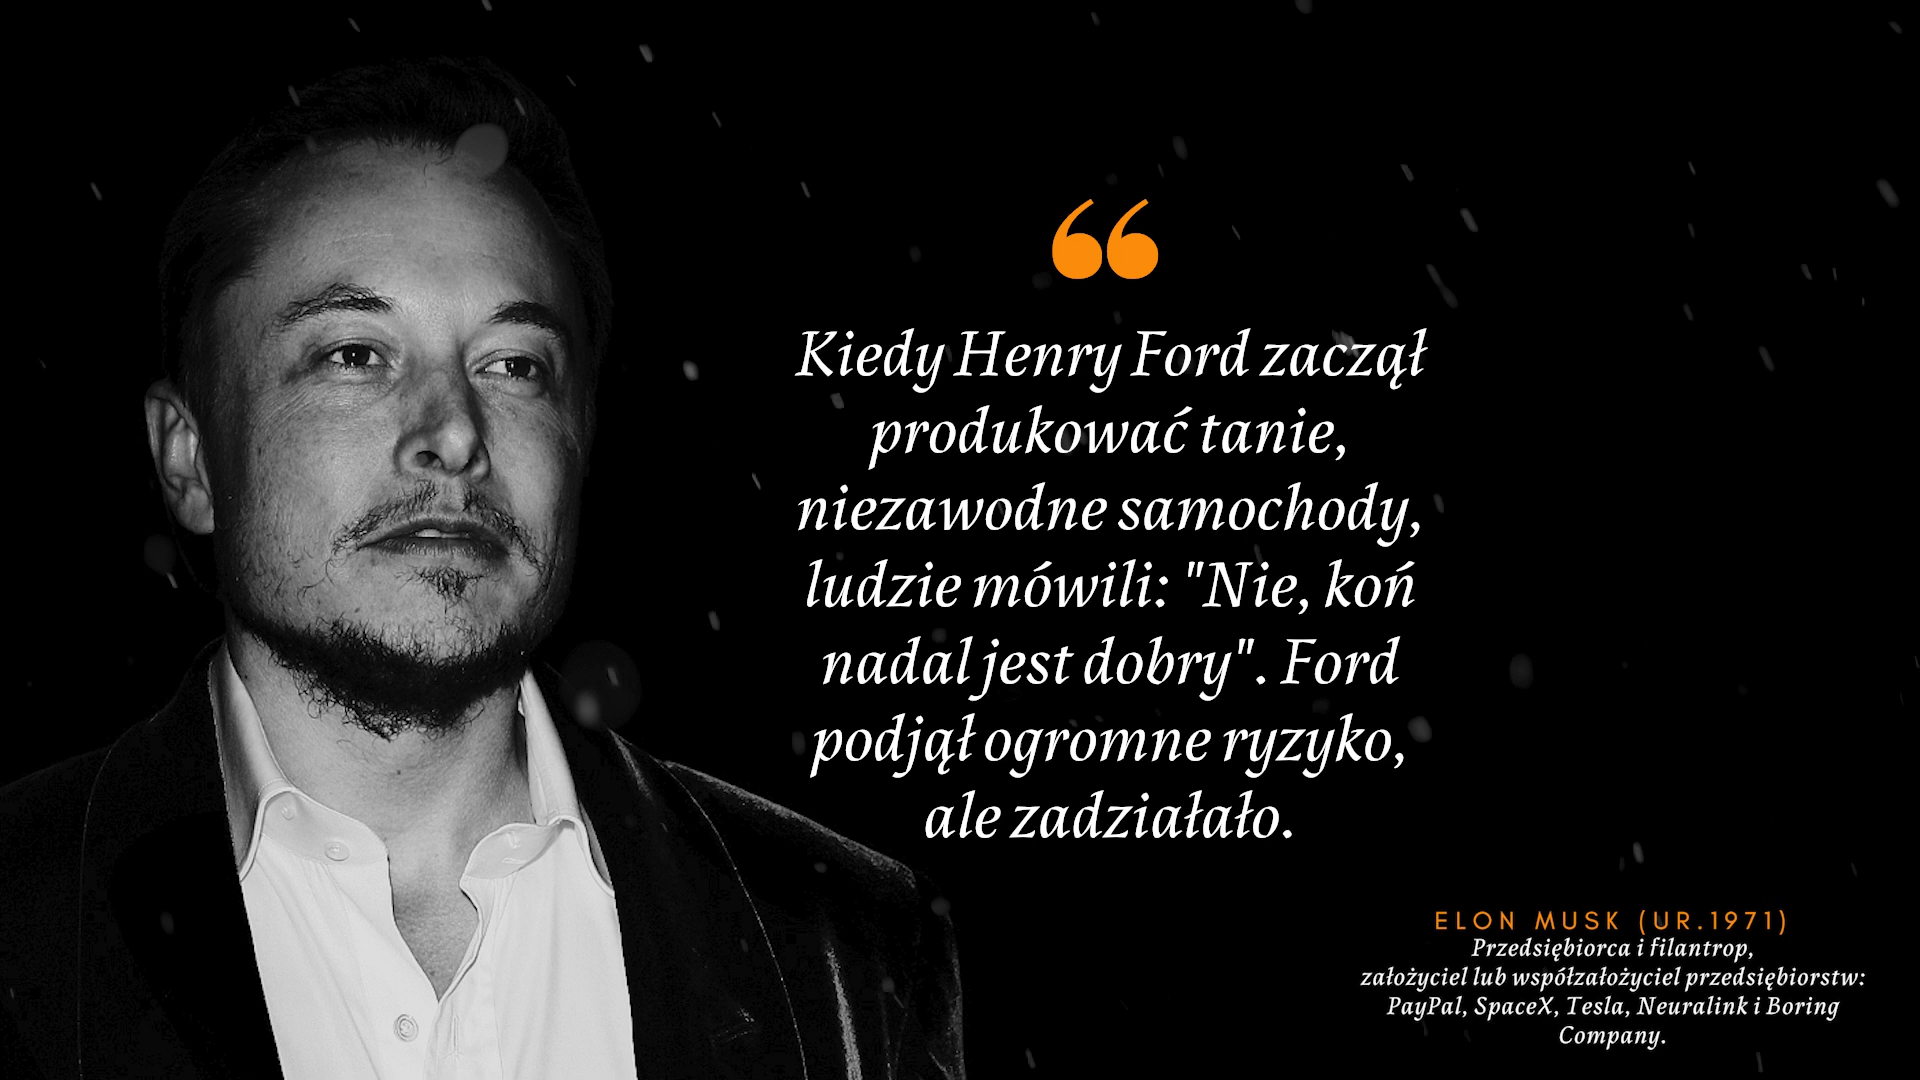 “
Kiedy Henry Ford zaczął
produkować tanie,
niezawodne samochody,
ludzie mówili: "Nie, koń
nadal jest dobry". Ford
podjął ogromne ryzyko,
ale zadziałało.
ELON MUSK (UR.1971)
Przedsiębiorca i filantrop,
założyciel lub współzałożyciel przedsiębiorstw:
PayPal, SpaceX, Tesla, Neuralink i Boring
Company.